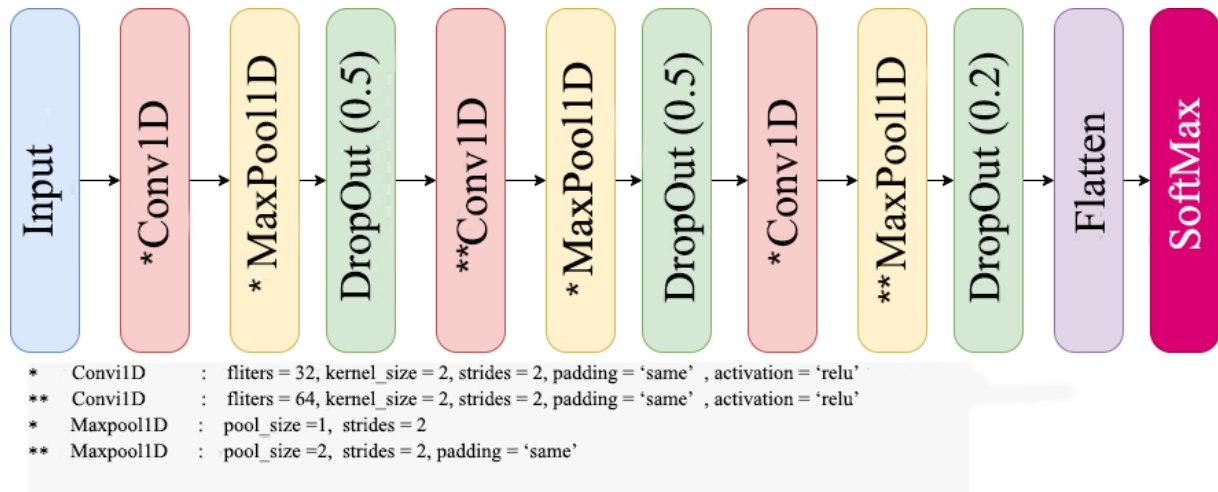 Input
*Conv1D
*MaxPool1D
DropOut (0.5)
**Conv1D
*MaxPool1D
DropOut (0.5)
*Conv1D
**MaxPool1D
DropOut (0.2)
Flatten
SoftMax
* Convi1D : fliters = 32, kernel_size = 2, strides = 2, padding = ‘same’ , activation = ‘relu’
** Convi1D : fliters = 64, kernel_size = 2, strides = 2, padding = ‘same’ , activation = ‘relu’
* Maxpool1D : pool_size =1, strides = 2
** Maxpool1D : pool_size =2, strides = 2, padding = ‘same’